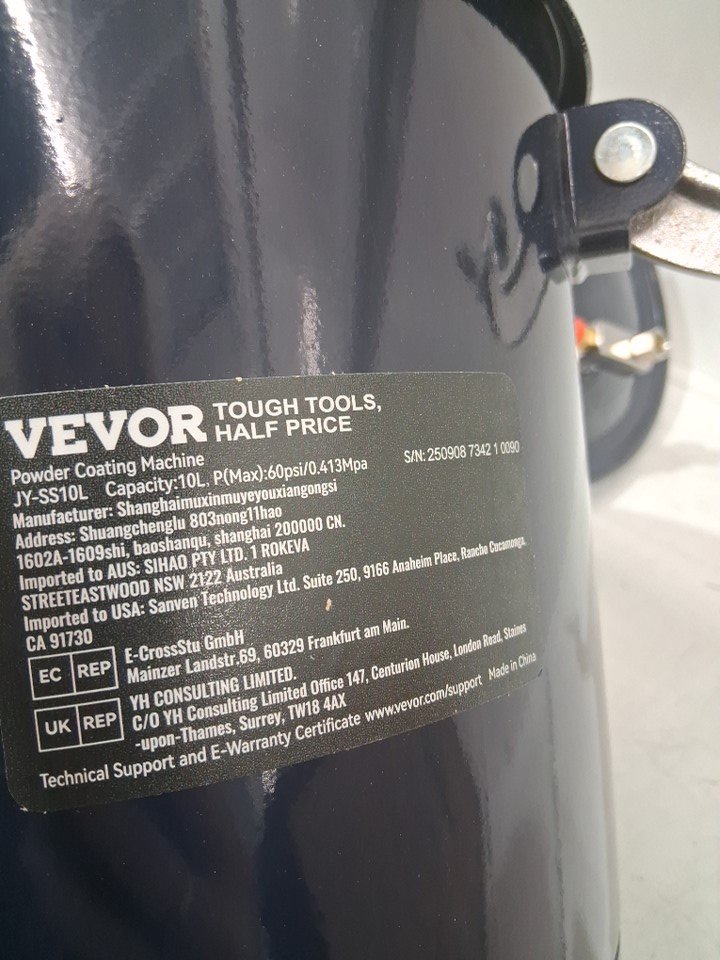 VEVOR TOUGH TOOLS,
HALF PRICE
Powder Coating Machine
JY-SS10L Capacity:10L, P(Max):60psi/0.413Mpa
S/N: 250908 7342 1 0090
Manufacturer: Shanghaimuxinmuyeyouxiangongsi
Address: Shuangchenglu 803nong11hao
1602A-1609shi, baoshanqu, shanghai 200000 CN.
Imported to AUS: SIHAO PTY LTD. 1 ROKEVA
STREETEASTWOOD NSW 2122 Australia
Imported to USA: Sanven Technology Ltd. Suite 250, 9166 Anaheim Place, Rancho Cucamonga,
CA 91730
EC REP
E-CrossStu GmbH
Mainzer Landstr.69, 60329 Frankfurt am Main.
UK REP
YH CONSULTING LIMITED.
C/O YH Consulting Limited Office 147, Centurion House, London Road, Staines
-upon-Thames, Surrey, TW18 4AX
Technical Support and E-Warranty Certificate www.vevor.com/support Made in China